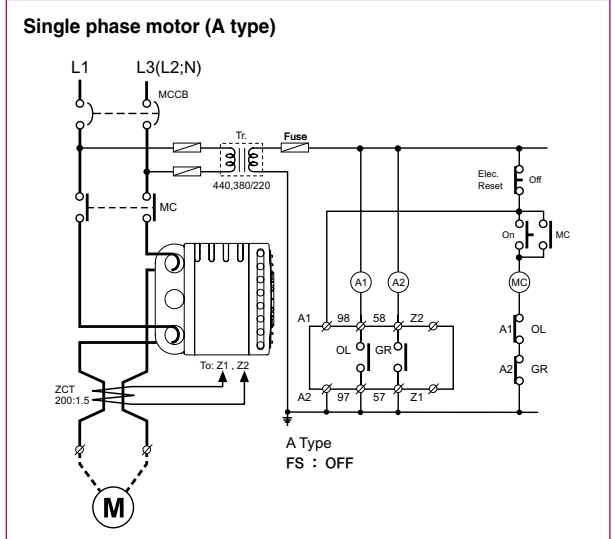 Single phase motor (A type)
L1 L3(L2;N)
MCCB
Tr. Fuse
440,380/220
Elec. Reset Off
MC
On MC
A1 A2 MC
A1 98 58 Z2
OL GR
A1 OL
A2 GR
To: Z1 , Z2
ZCT
200:1.5
A2 97 57 Z1
A Type
FS : OFF
M